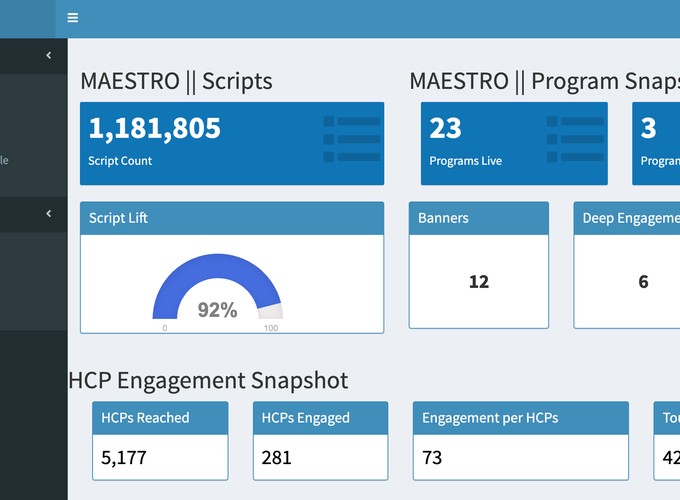 le
MAESTRO || Scripts
1,181,805
Script Count
Script Lift
92%
0 100
MAESTRO || Program Snaps
23
Programs Live
3
Program
Banners
12
Deep Engageme
6
HCP Engagement Snapshot
HCPs Reached
5,177
HCPs Engaged
281
Engagement per HCPs
73
To
42